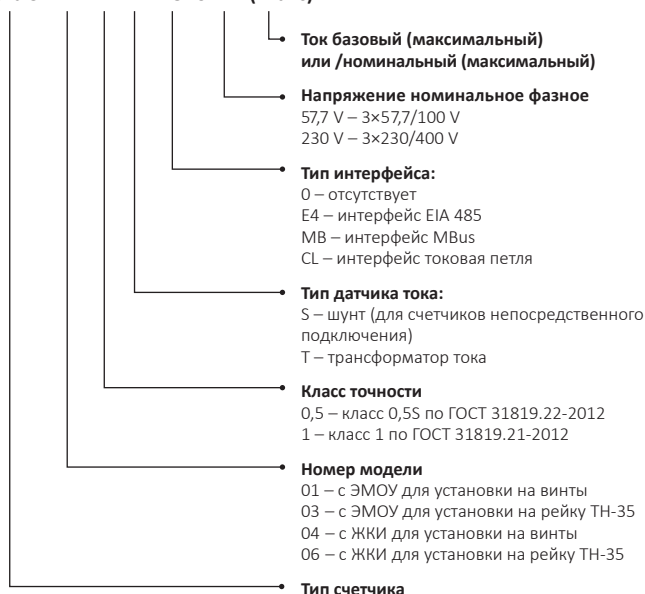 Ток базовый (максимальный)
или /номинальный (максимальный)
Напряжение номинальное фазное
57,7 V – 3×57,7/100 V
230 V – 3×230/400 V
Тип интерфейса:
0 – отсутствует
E4 – интерфейс EIA 485
MB – интерфейс MBus
CL – интерфейс токовая петля
Тип датчика тока:
S – шунт (для счетчиков непосредственного
подключения)
T – трансформатор тока
Класс точности
0,5 – класс 0,5S по ГОСТ 31819.22-2012
1 – класс 1 по ГОСТ 31819.21-2012
Номер модели
01 – с ЭМОУ для установки на винты
03 – с ЭМОУ для установки на рейку ТН-35
04 – с ЖКИ для установки на винты
06 – с ЖКИ для установки на рейку ТН-35
Тип счетчика